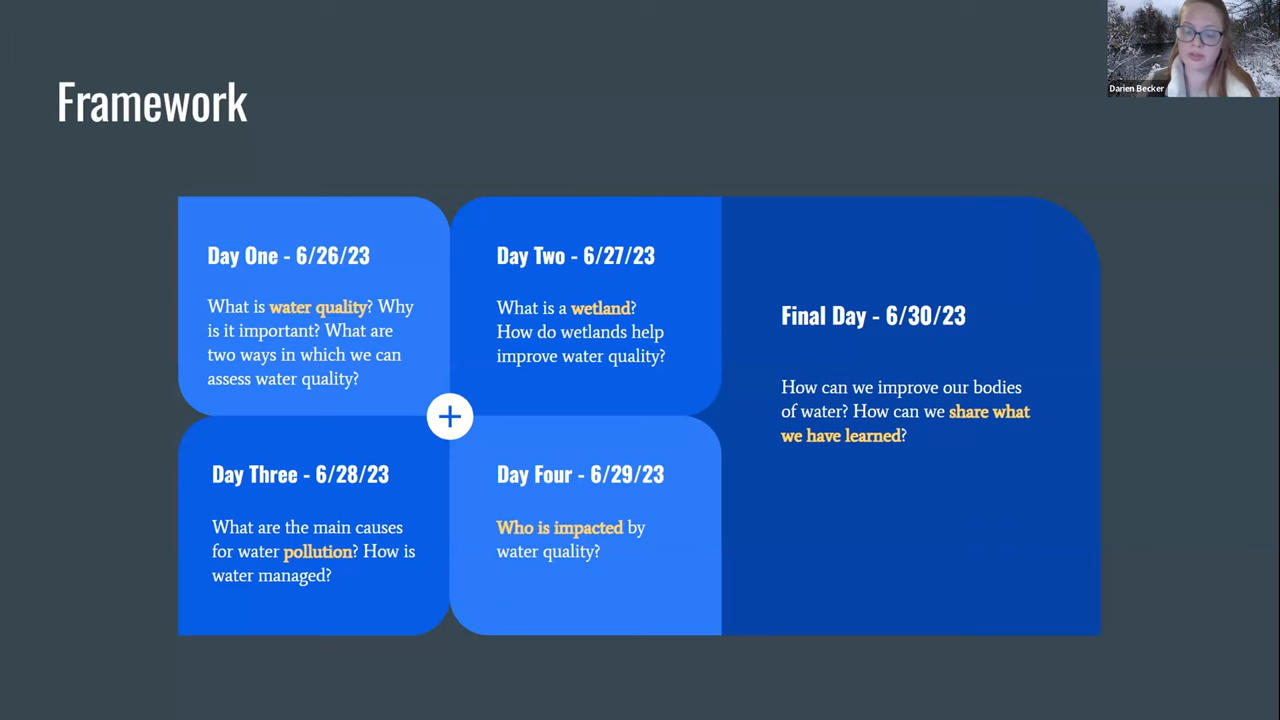 Framework
Darien Becker
Day One - 6/26/23
What is water quality? Why
is it important? What are
two ways in which we can
assess water quality?
Day Two - 6/27/23
What is a wetland?
How do wetlands help
improve water quality?
Day Three - 6/28/23
What are the main causes
for water pollution? How is
water managed?
Day Four - 6/29/23
Who is impacted by
water quality?
Final Day - 6/30/23
How can we improve our bodies
of water? How can we share what
we have learned?